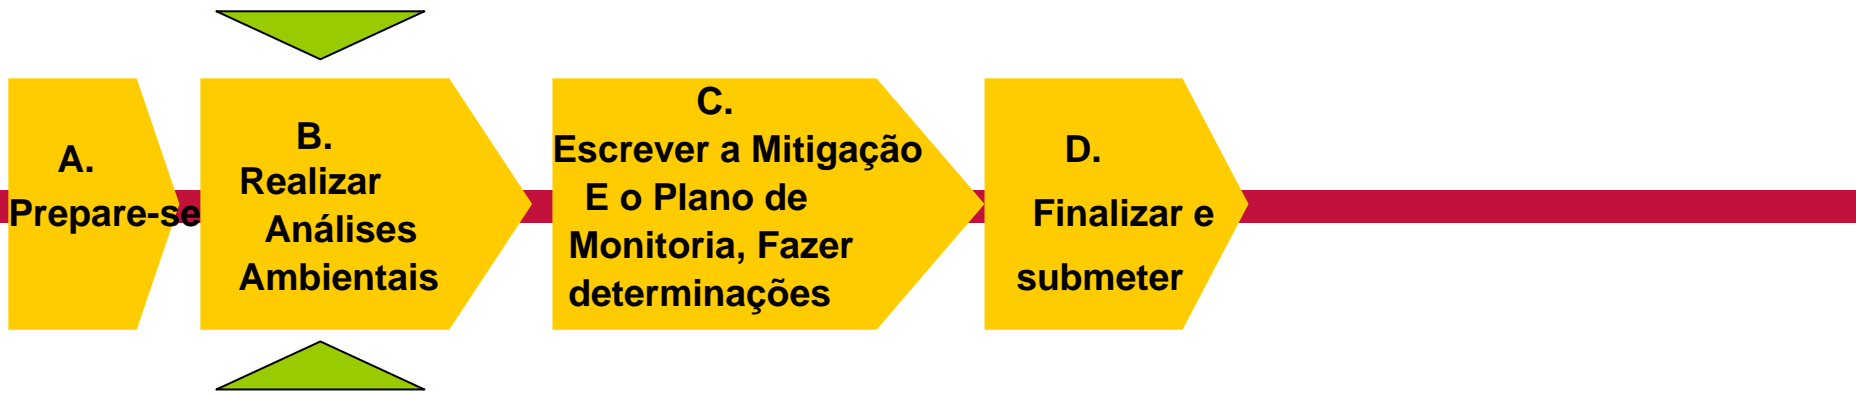 A.
Prepare-se
B.
Realizar
Análises
Ambientais
C.
Escrever a Mitigação
E o Plano de
Monitoria, Fazer
determinações
D.
Finalizar e
submeter